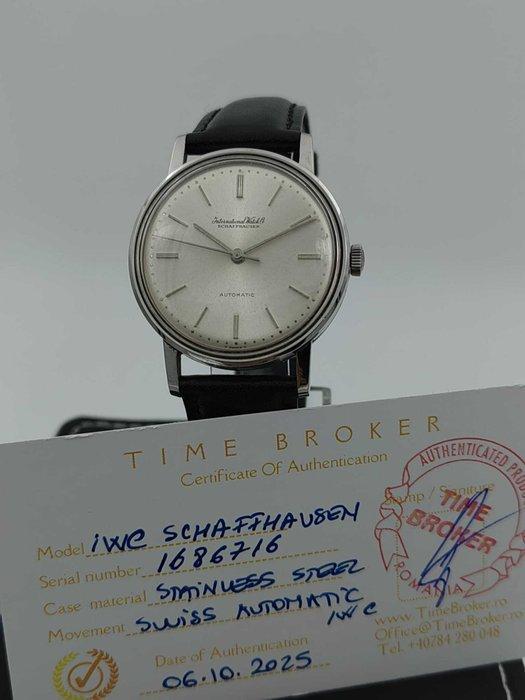 International Watch Co
SCHAFFHAUSEN
AUTOMATIC
TIME BROKER
Certificate Of Authentication
Model IWC SCHAFFHAUSEN
Serial number 1686716
Case material STAINLESS STEEL
Movement SWISS AUTOMATIC
IWC
Date of Authentication
06.10.2025
Stamp / Signature
AUTHENTICATED PRODU
TIME
BROKER
ROMANIA
www.TimeBroker.ro
Office@TimeBroker.ro
Tel. +40784 280 048